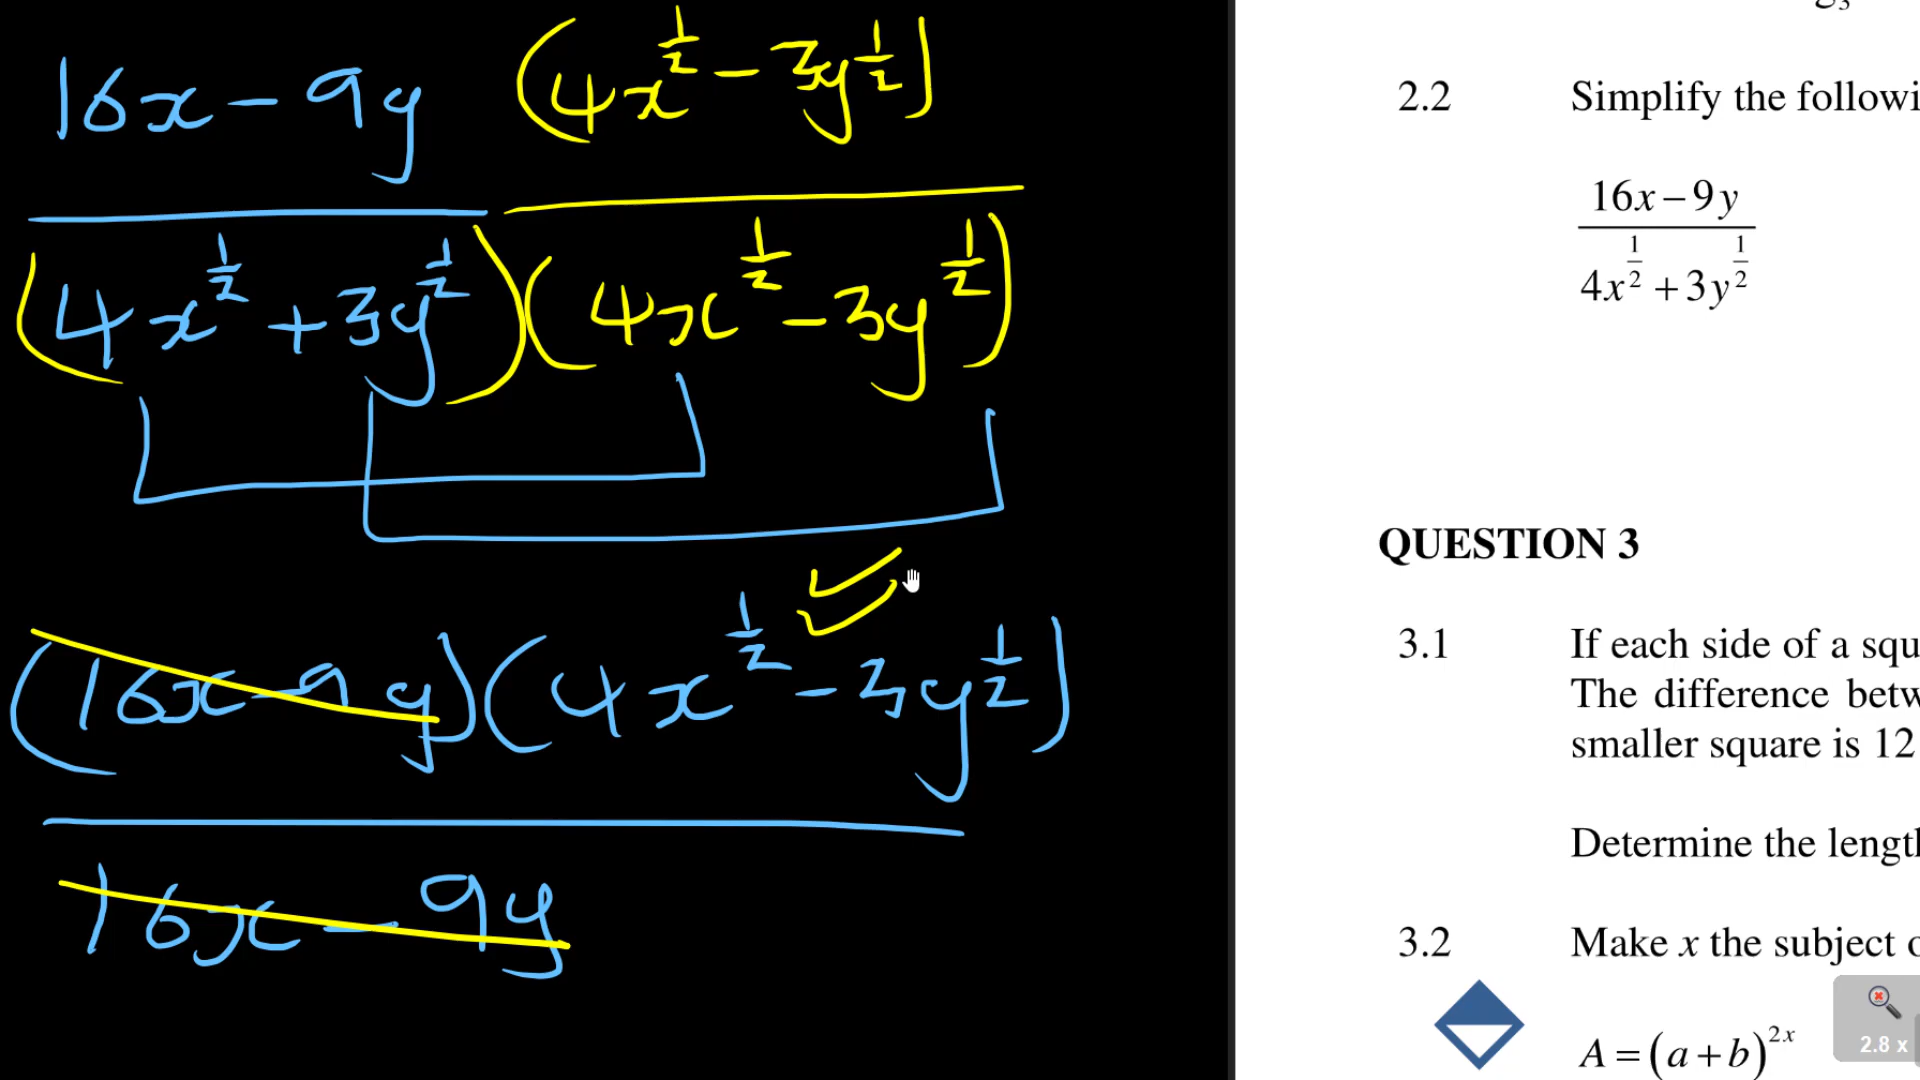 16x - 9y (4x^{1/2} - 3y^{1/2})
(4x^{1/2} + 3y^{1/2})(4x^{1/2} - 3y^{1/2})
(16x - 9y)(4x^{1/2} - 3y^{1/2})
16x - 9y
2.2 Simplify the followi
16x – 9y
4x^{1/2} + 3y^{1/2}
QUESTION 3
3.1 If each side of a squ
The difference betw
smaller square is 12
Determine the lengt
3.2 Make x the subject o
A = (a + b)^{2x}
2.8 x